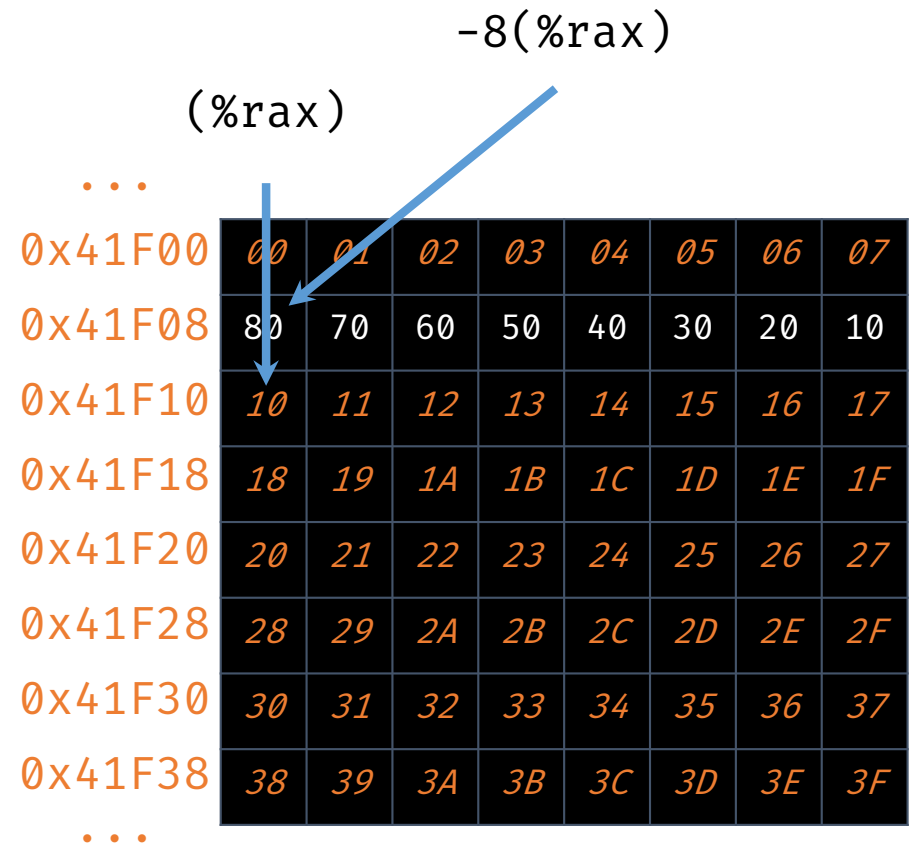 -8(%rax)
(%rax)
...
0x41F00 00 01 02 03 04 05 06 07
0x41F08 80 70 60 50 40 30 20 10
0x41F10 10 11 12 13 14 15 16 17
0x41F18 18 19 1A 1B 1C 1D 1E 1F
0x41F20 20 21 22 23 24 25 26 27
0x41F28 28 29 2A 2B 2C 2D 2E 2F
0x41F30 30 31 32 33 34 35 36 37
0x41F38 38 39 3A 3B 3C 3D 3E 3F
...